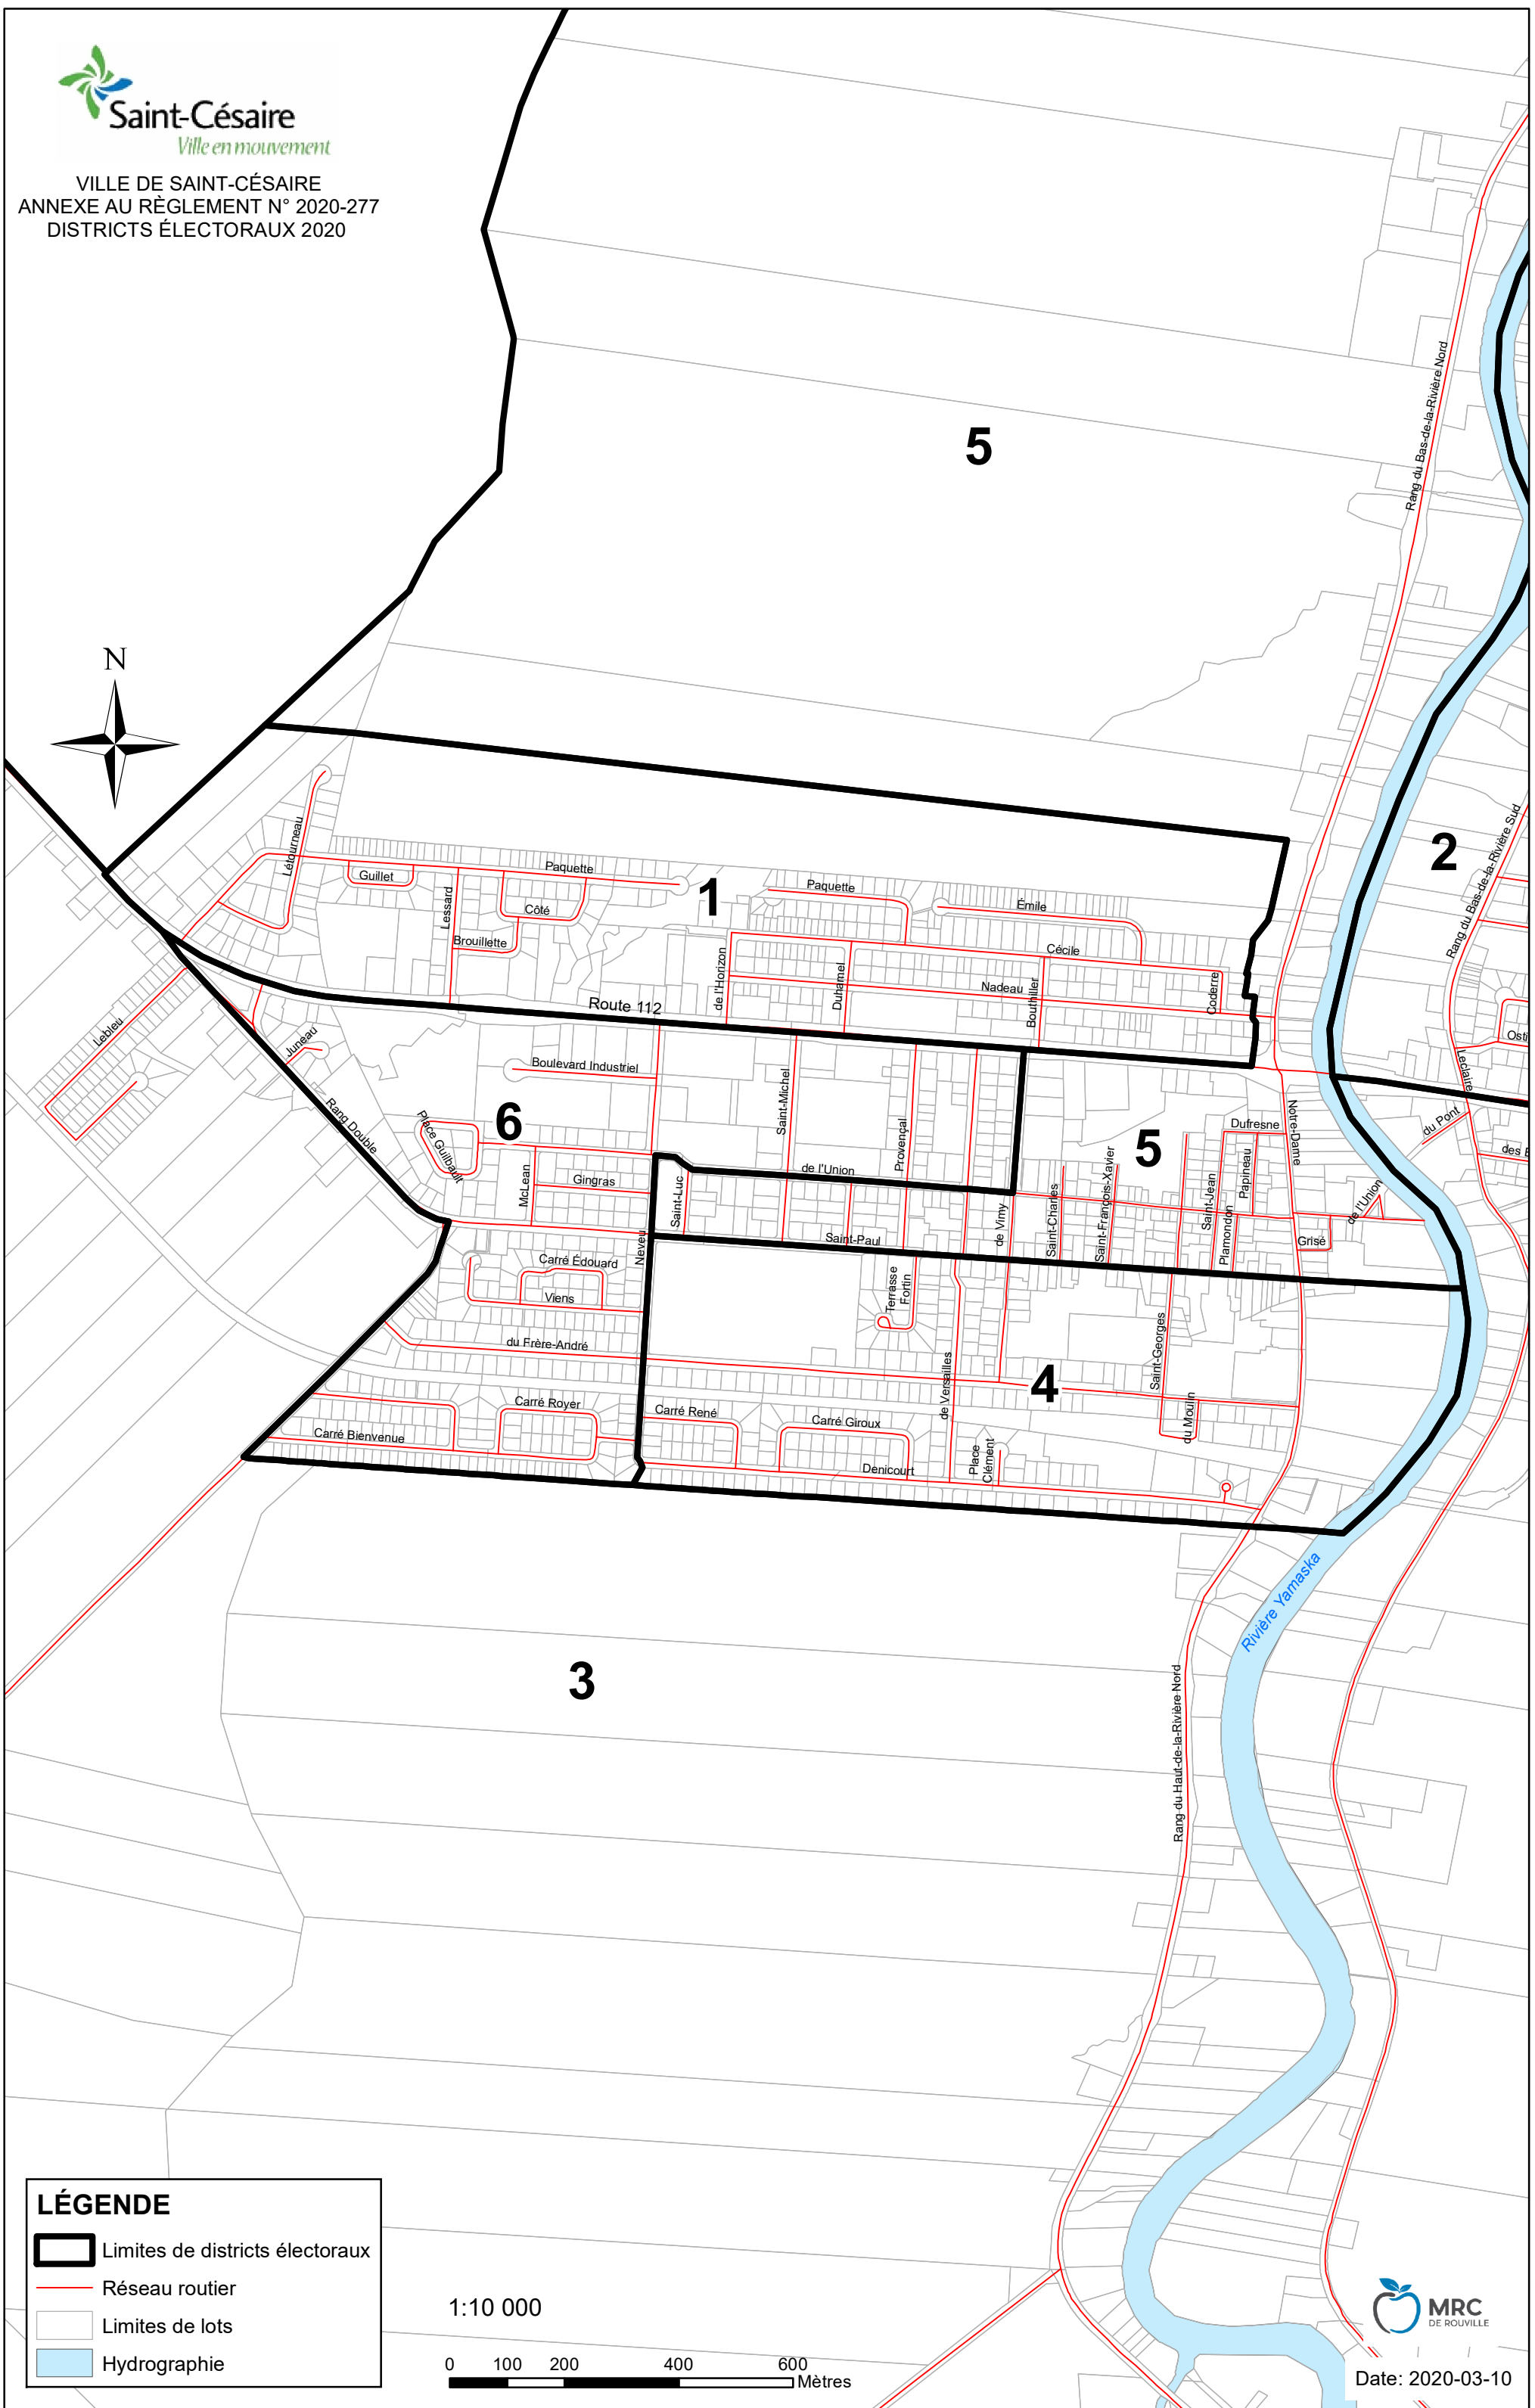 Saint-Césaire
Ville en mouvement
VILLE DE SAINT-CÉSAIRE
ANNEXE AU RÈGLEMENT N° 2020-277
DISTRICTS ÉLECTORAUX 2020
5
Rang du Bas-de-la-Rivière Nord
N
2
Rang du Bas-de-la-Rivière Sud
Létourneau
Guillet
Paquette
Lessard
Côté
Brouillette
1
Paquette
Émile
Cécile
de l'Horizon
Duhamel
Nadeau
Bouthiller
Coderre
Route 112
Lebleu
Juneau
Rang Double
Boulevard Industriel
6
Place Guilbault
McLean
Gingras
Saint-Michel
Provençal
de l'Union
Saint-Luc
Saint-Paul
Neveu
de Vimy
5
Saint-Charles
Saint-François-Xavier
Dufresne
Saint-Jean
Papineau
Plamondon
Notre-Dame
Grisé
de l'Union
Leclaire
du Pont
Carré Édouard
Viens
du Frère-André
Terrasse
Fortin
de Versailles
4
Saint-Georges
du Moulin
Carré Royer
Carré Bienvenue
Carré René
Carré Giroux
Denicourt
Place
Clément
Rivière Yamaska
3
Rang du Haut-de-la-Rivière Nord
LÉGENDE
Limites de districts électoraux
Réseau routier
Limites de lots
Hydrographie
1:10 000
0 100 200 400 600
Mètres
MRC
DE ROUVILLE
Date: 2020-03-10